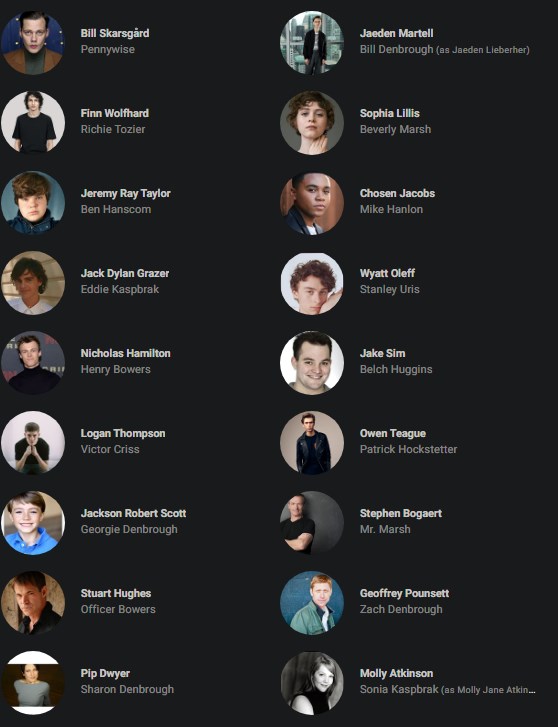 Bill Skarsgård
Pennywise
Jaeden Martell
Bill Denbrough (as Jaeden Lieberher)
Finn Wolfhard
Richie Tozier
Sophia Lillis
Beverly Marsh
Jeremy Ray Taylor
Ben Hanscom
Chosen Jacobs
Mike Hanlon
Jack Dylan Grazer
Eddie Kaspbrak
Wyatt Oleff
Stanley Uris
Nicholas Hamilton
Henry Bowers
Jake Sim
Belch Huggins
Logan Thompson
Victor Criss
Owen Teague
Patrick Hockstetter
Jackson Robert Scott
Georgie Denbrough
Stephen Bogaert
Mr. Marsh
Stuart Hughes
Officer Bowers
Geoffrey Pounsett
Zach Denbrough
Pip Dwyer
Sharon Denbrough
Molly Atkinson
Sonia Kaspbrak (as Molly Jane Atkin...